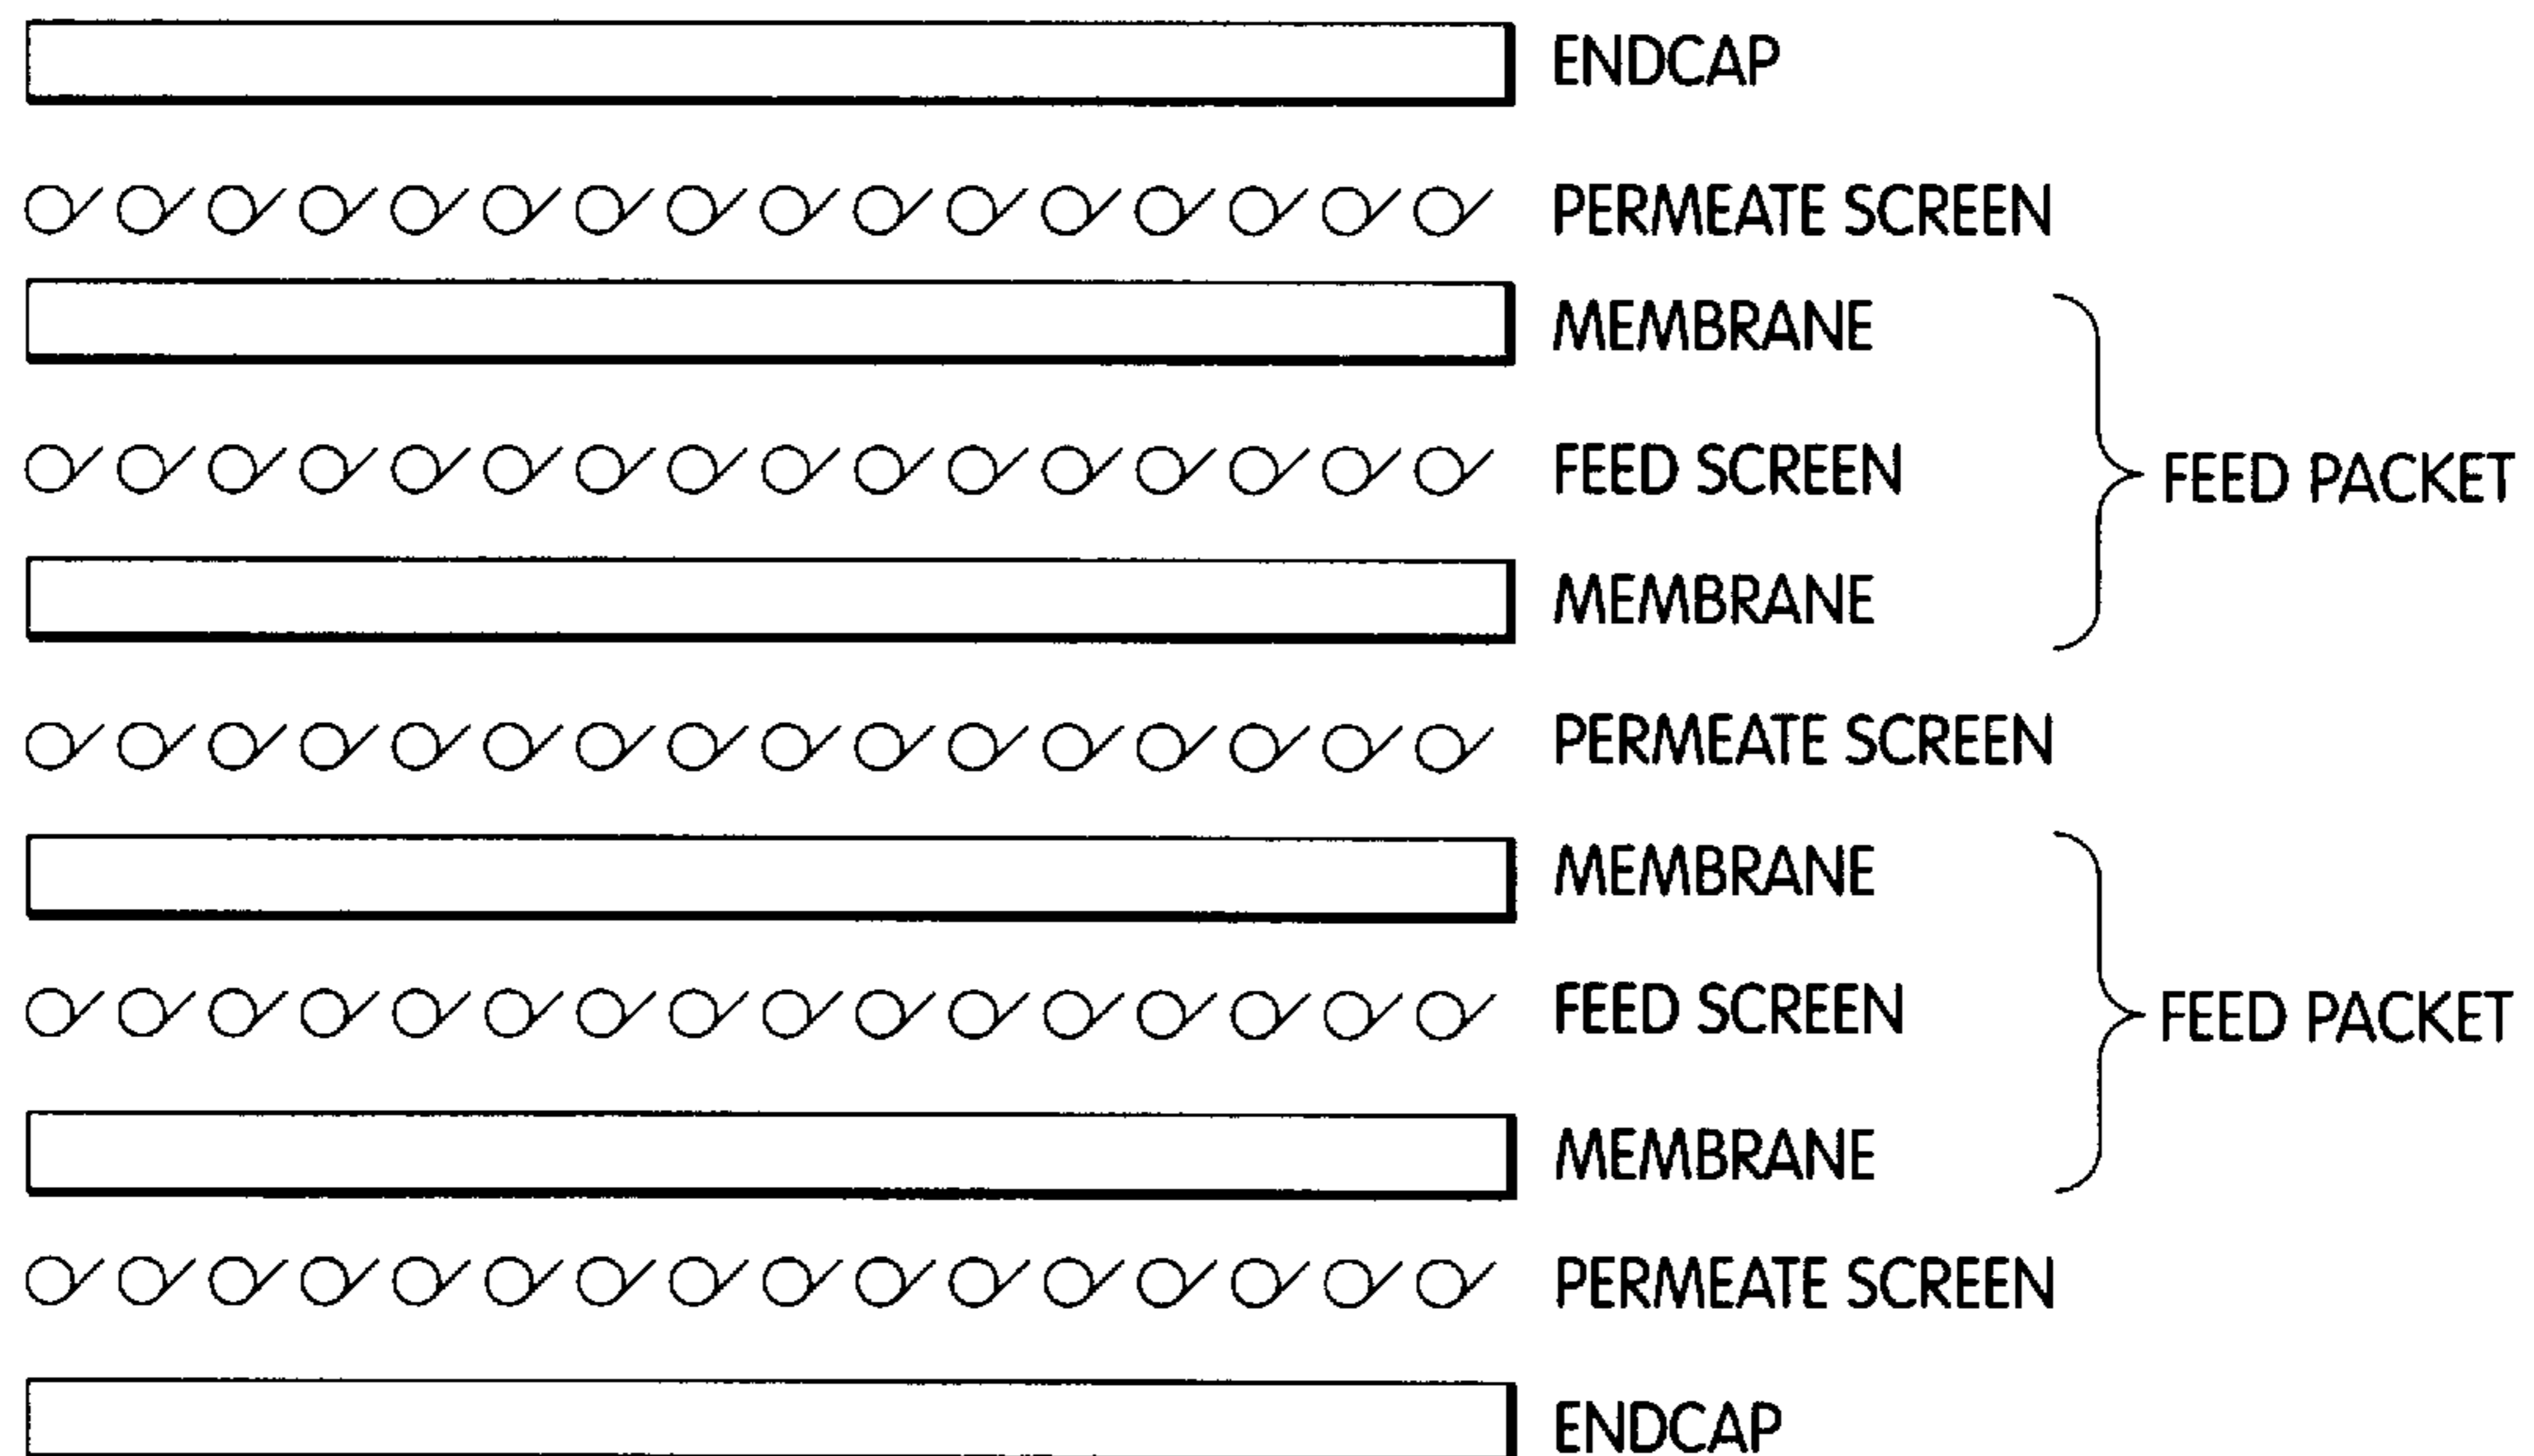 ENDCAP
PERMEATE SCREEN
MEMBRANE
FEED SCREEN
FEED PACKET
MEMBRANE
PERMEATE SCREEN
MEMBRANE
FEED SCREEN
FEED PACKET
MEMBRANE
PERMEATE SCREEN
ENDCAP